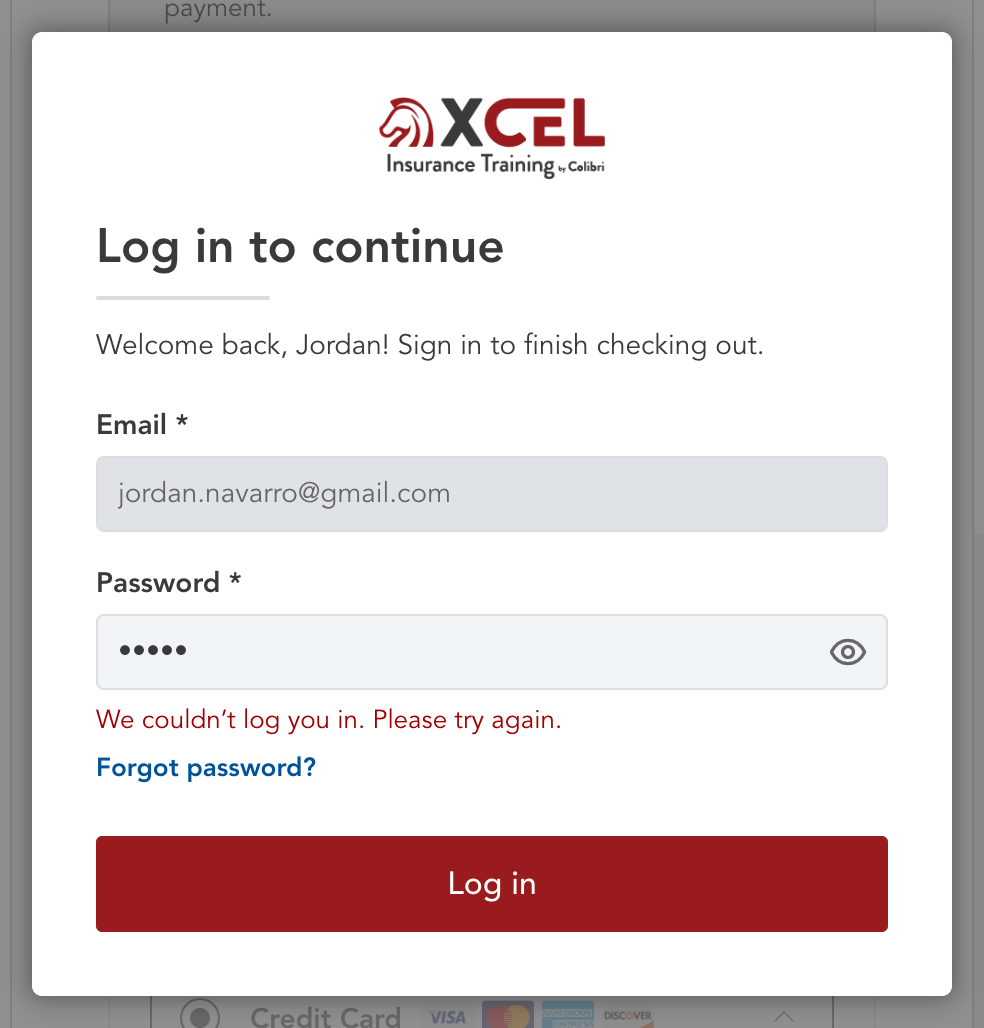 payment.
XCEL
Insurance Training by Colibri
Log in to continue
Welcome back, Jordan! Sign in to finish checking out.
Email *
jordan.navarro@gmail.com
Password *
•••••
We couldn’t log you in. Please try again.
Forgot password?
Log in
Credit Card VISA AMERICAN EXPRESS DISCOVER